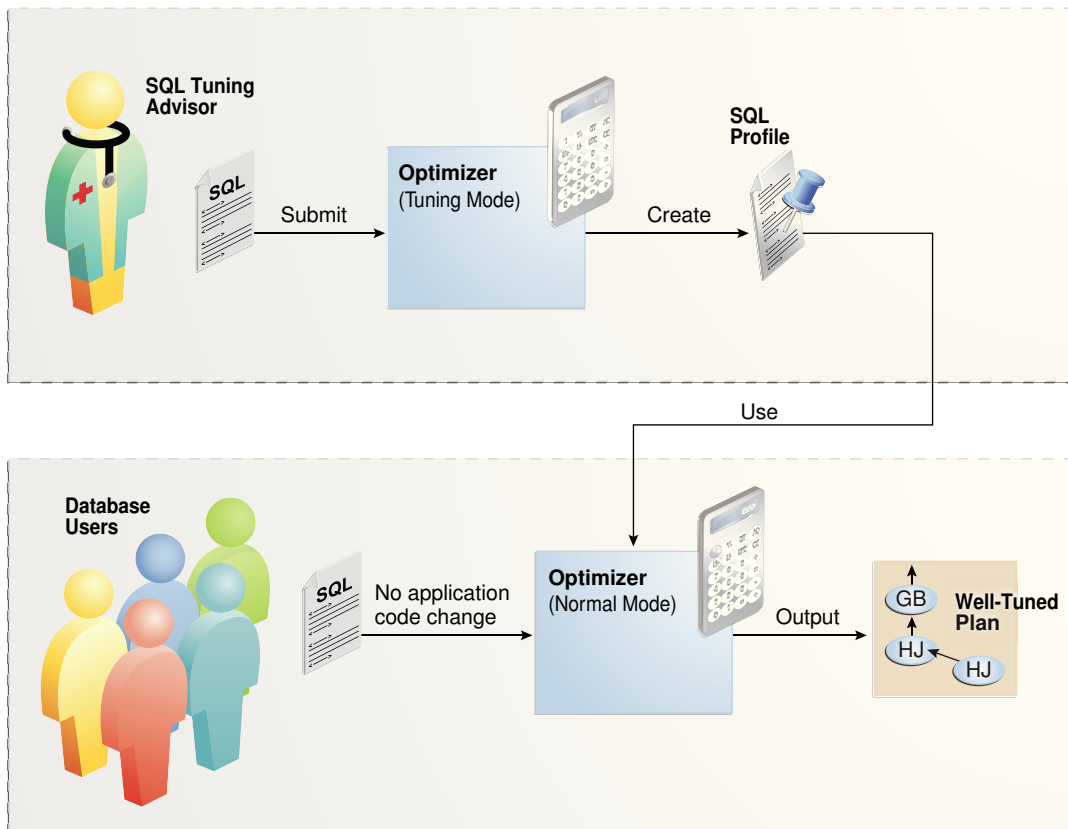 SQL Tuning
Advisor
SQL
Submit
Optimizer
(Tuning Mode)
Create
SQL
Profile
Use
Database
Users
SQL
No application
code change
Optimizer
(Normal Mode)
Output
GB
HJ
HJ
Well-Tuned
Plan